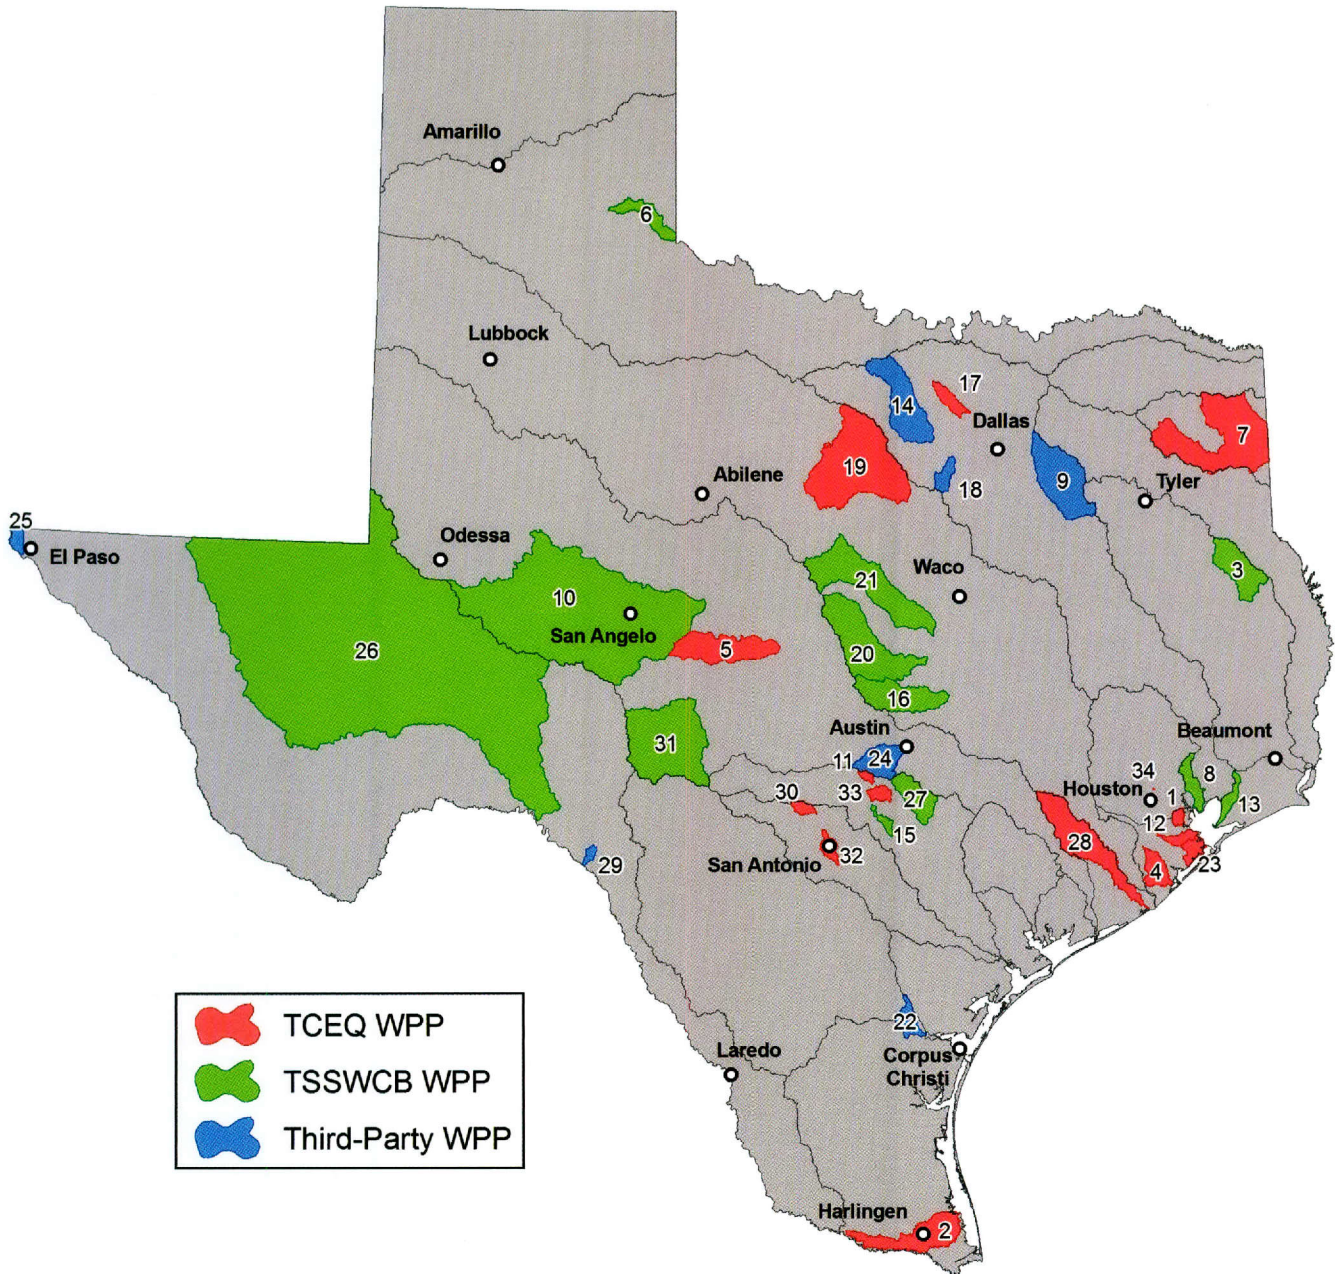 Amarillo
6
Lubbock
17
14
Dallas
7
19
Abilene
18
9
Tyler
25
El Paso
Odessa
21
Waco
3
10
San Angelo
26
5
20
16
Austin
Beaumont
31
11
24
34
8
Houston
1
13
30
33
27
12
28
15
San Antonio
32
29
4
23
TCEQ WPP
22
Laredo
Corpus
Christi
TSSWCB WPP
Third-Party WPP
Harlingen
2